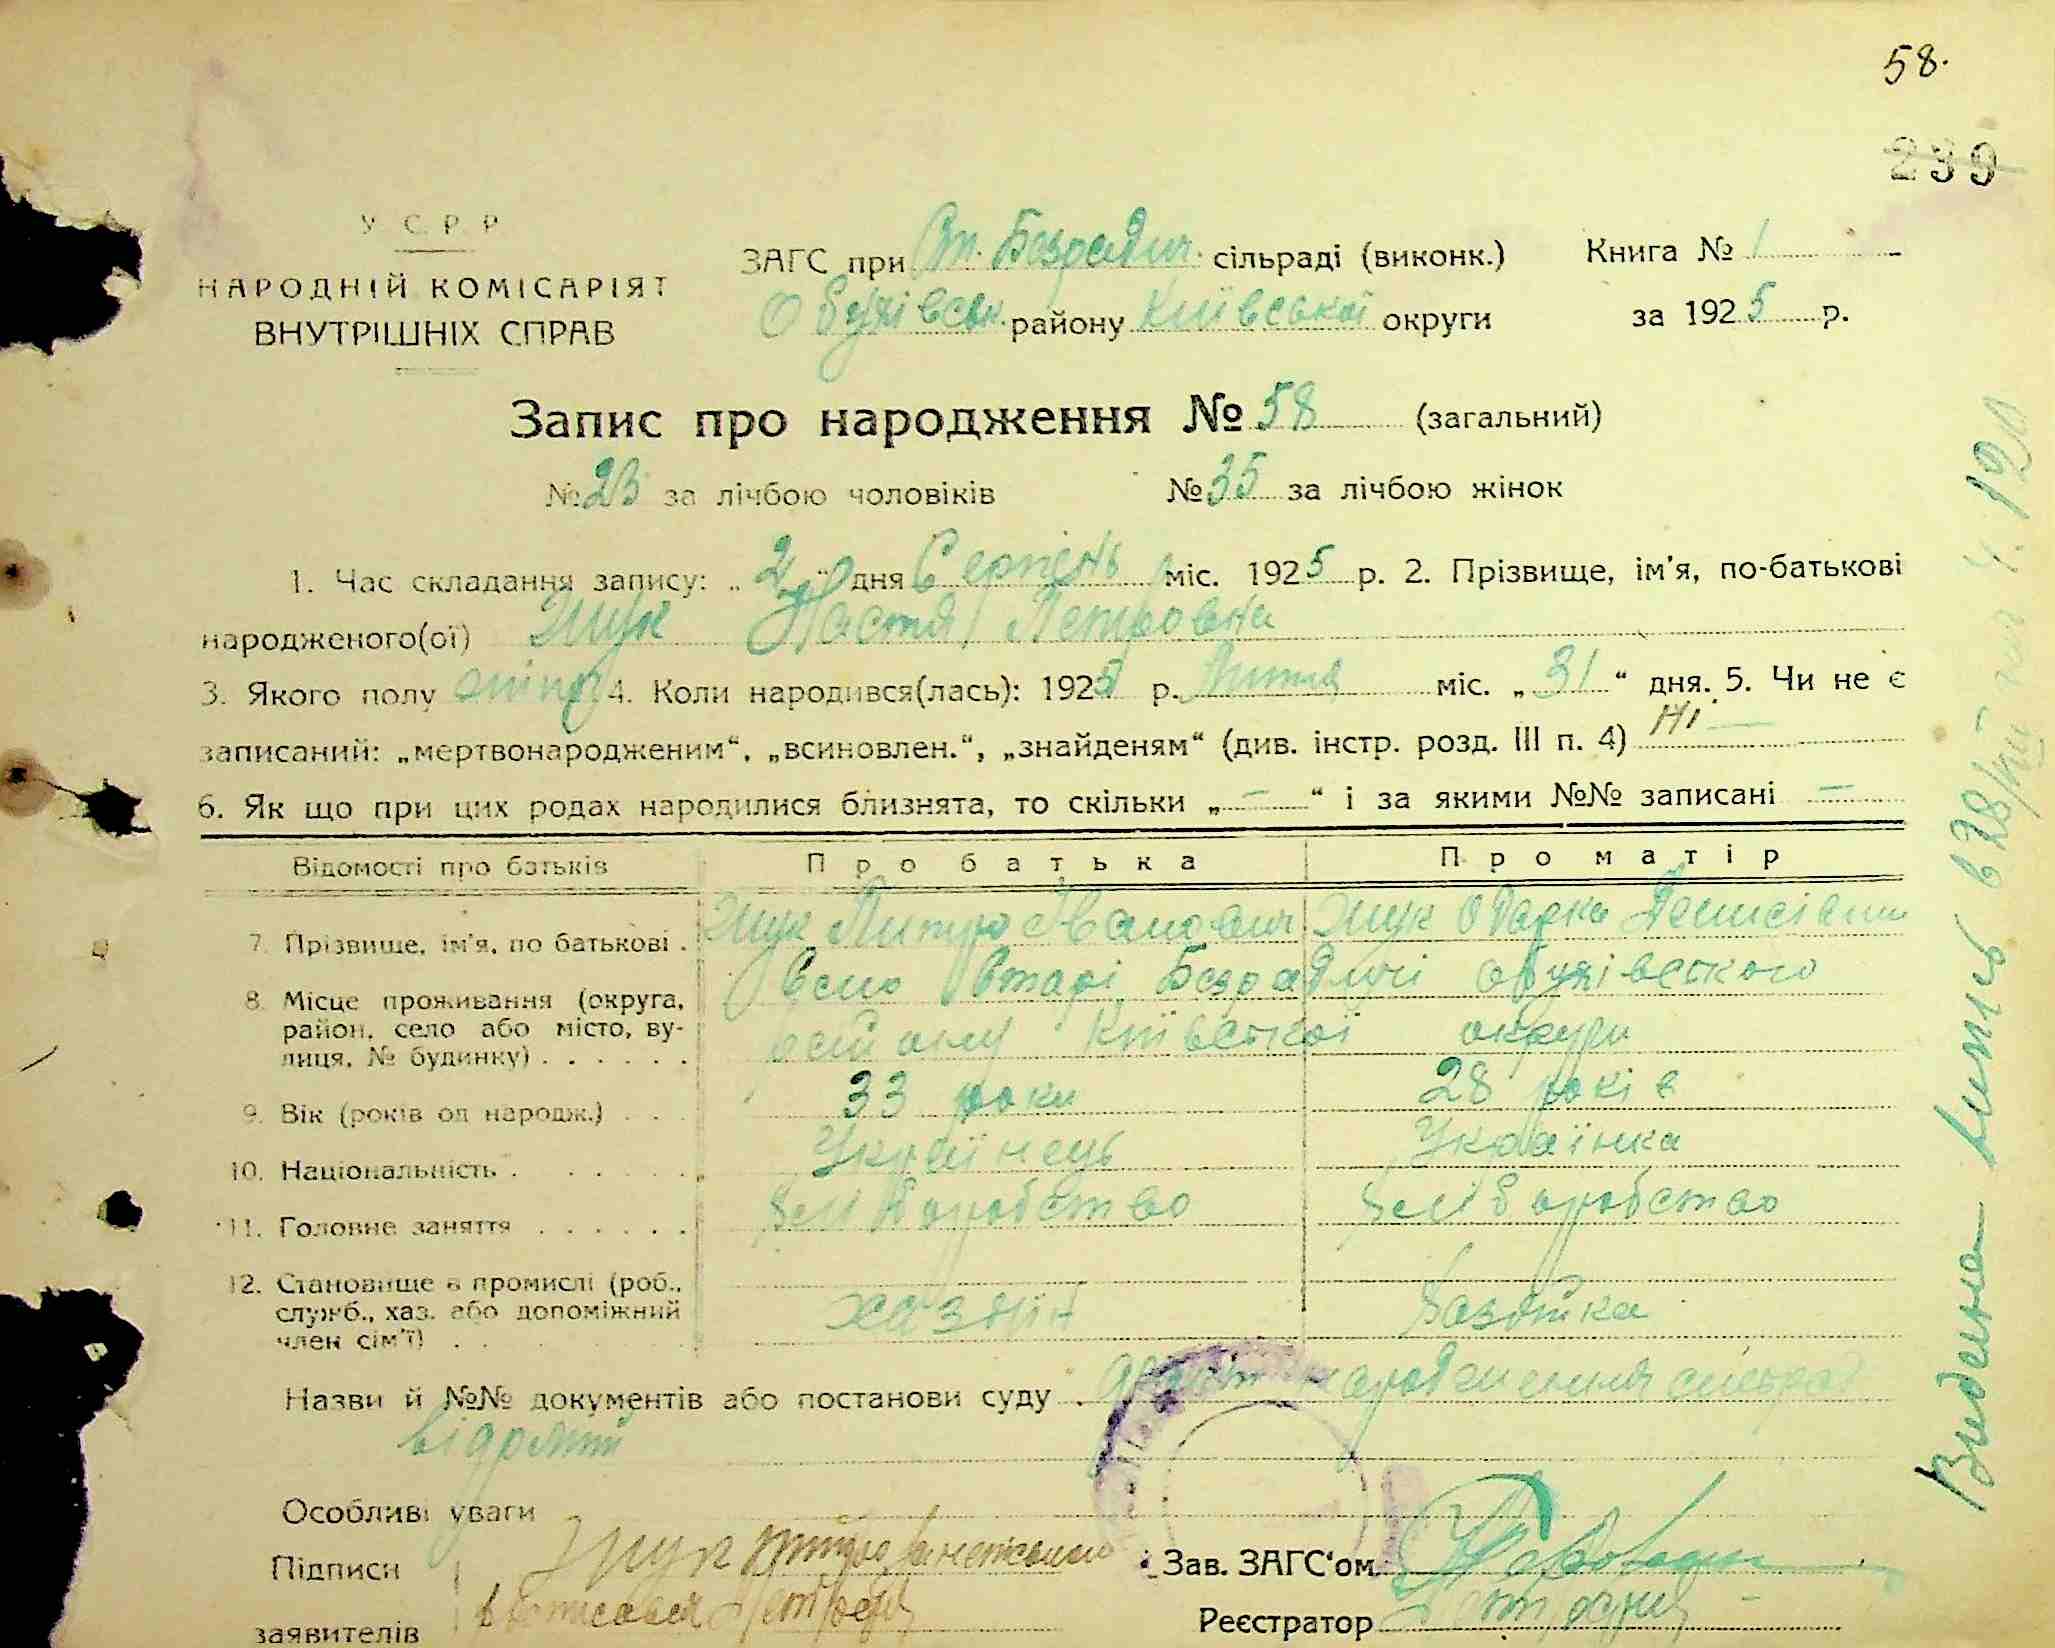 58.
239
У С Р Р
НАРОДНІЙ КОМІСАРІЯТ
ВНУТРІШНІХ СПРАВ
ЗАГС при Ст. Безрадич. сільраді (виконк.)
Обухівськ. району Київської округи
Книга № 1
за 1925 р.
Запис про народження № 58 (загальний)
№ 23 за лічбою чоловіків № 35 за лічбою жінок
1. Час складання запису: „2" дня Серпень міс. 1925 р. 2. Прізвище, ім'я, по-батькові
народженого(ої) Жук Настя Петровна
3. Якого полу жіноч 4. Коли народився(лась): 1925 р. Липня міс. „31" дня. 5. Чи не є
записаний: „мертвонародженим", „всиновлен.", „знайденям" (див. інстр. розд. III п. 4) ні —
6. Як що при цих родах народилися близнята, то скільки „—" і за якими №№ записані —
Відомості про батьків Про батька Про матір
7. Прізвище, ім'я, по батькові . Жук Іванович Жук Одарка
8. Місце проживання (округа, район, село або місто, вулиця, № будинку) . . . . . . село Старі Безрадичі Обухівського
району Київської округи
9. Вік (років од народж.) . . . 33 роки 28 років
10. Національність . . . . . . Українець Українка
11. Головне заняття . . . . . . хліборобство хліборобство
12. Становище в промислі (роб., служб., хаз. або допоміжний член сім'ї) . . хазяїн хазяйка
Назви й №№ документів або постанови суду . народження
відомий
Особливі уваги
Підписи Жук
заявителів
Зав. ЗАГС'ом
Реєстратор
Видана